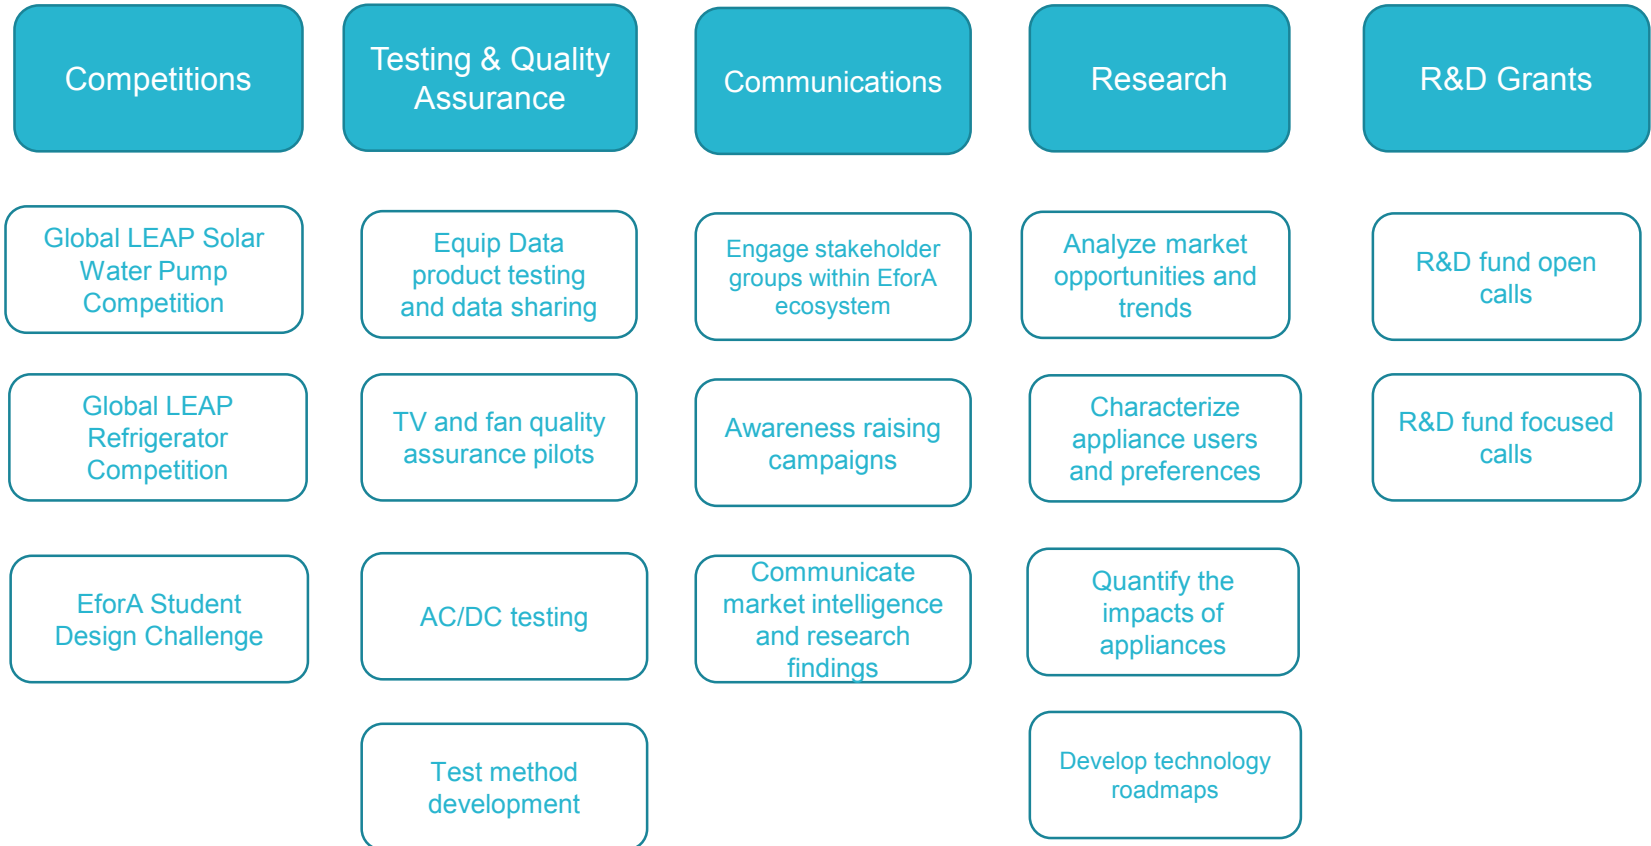 Competitions
Testing & Quality
Assurance
Communications
Research
R&D Grants
Global LEAP Solar
Water Pump
Competition
Equip Data
product testing
and data sharing
Engage stakeholder
groups within EforA
ecosystem
Analyze market
opportunities and
trends
R&D fund open
calls
Global LEAP
Refrigerator
Competition
TV and fan quality
assurance pilots
Awareness raising
campaigns
Characterize
appliance users
and preferences
R&D fund focused
calls
EforA Student
Design Challenge
AC/DC testing
Communicate
market intelligence
and research
findings
Quantify the
impacts of
appliances
Test method
development
Develop technology
roadmaps